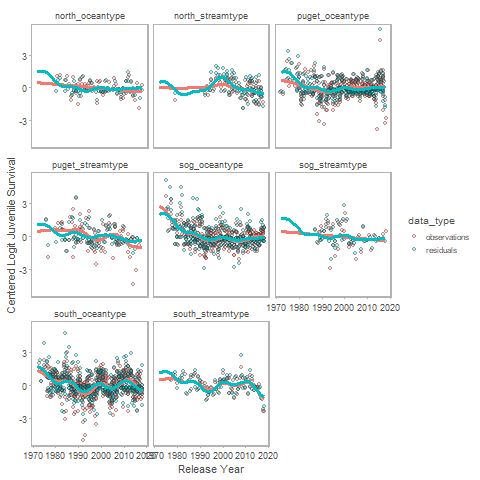 north_oceantype
north_streamtype
puget_oceantype
3
0
-3
puget_streamtype
sog_oceantype
sog_streamtype
3
0
-3
1970 1980 1990 2000 2010 2020
south_oceantype
south_streamtype
3
0
-3
1970 1980 1990 2000 2010 2020
1970 1980 1990 2000 2010 2020
Release Year
Centered Logit Juvenile Survival
data_type
observations
residuals